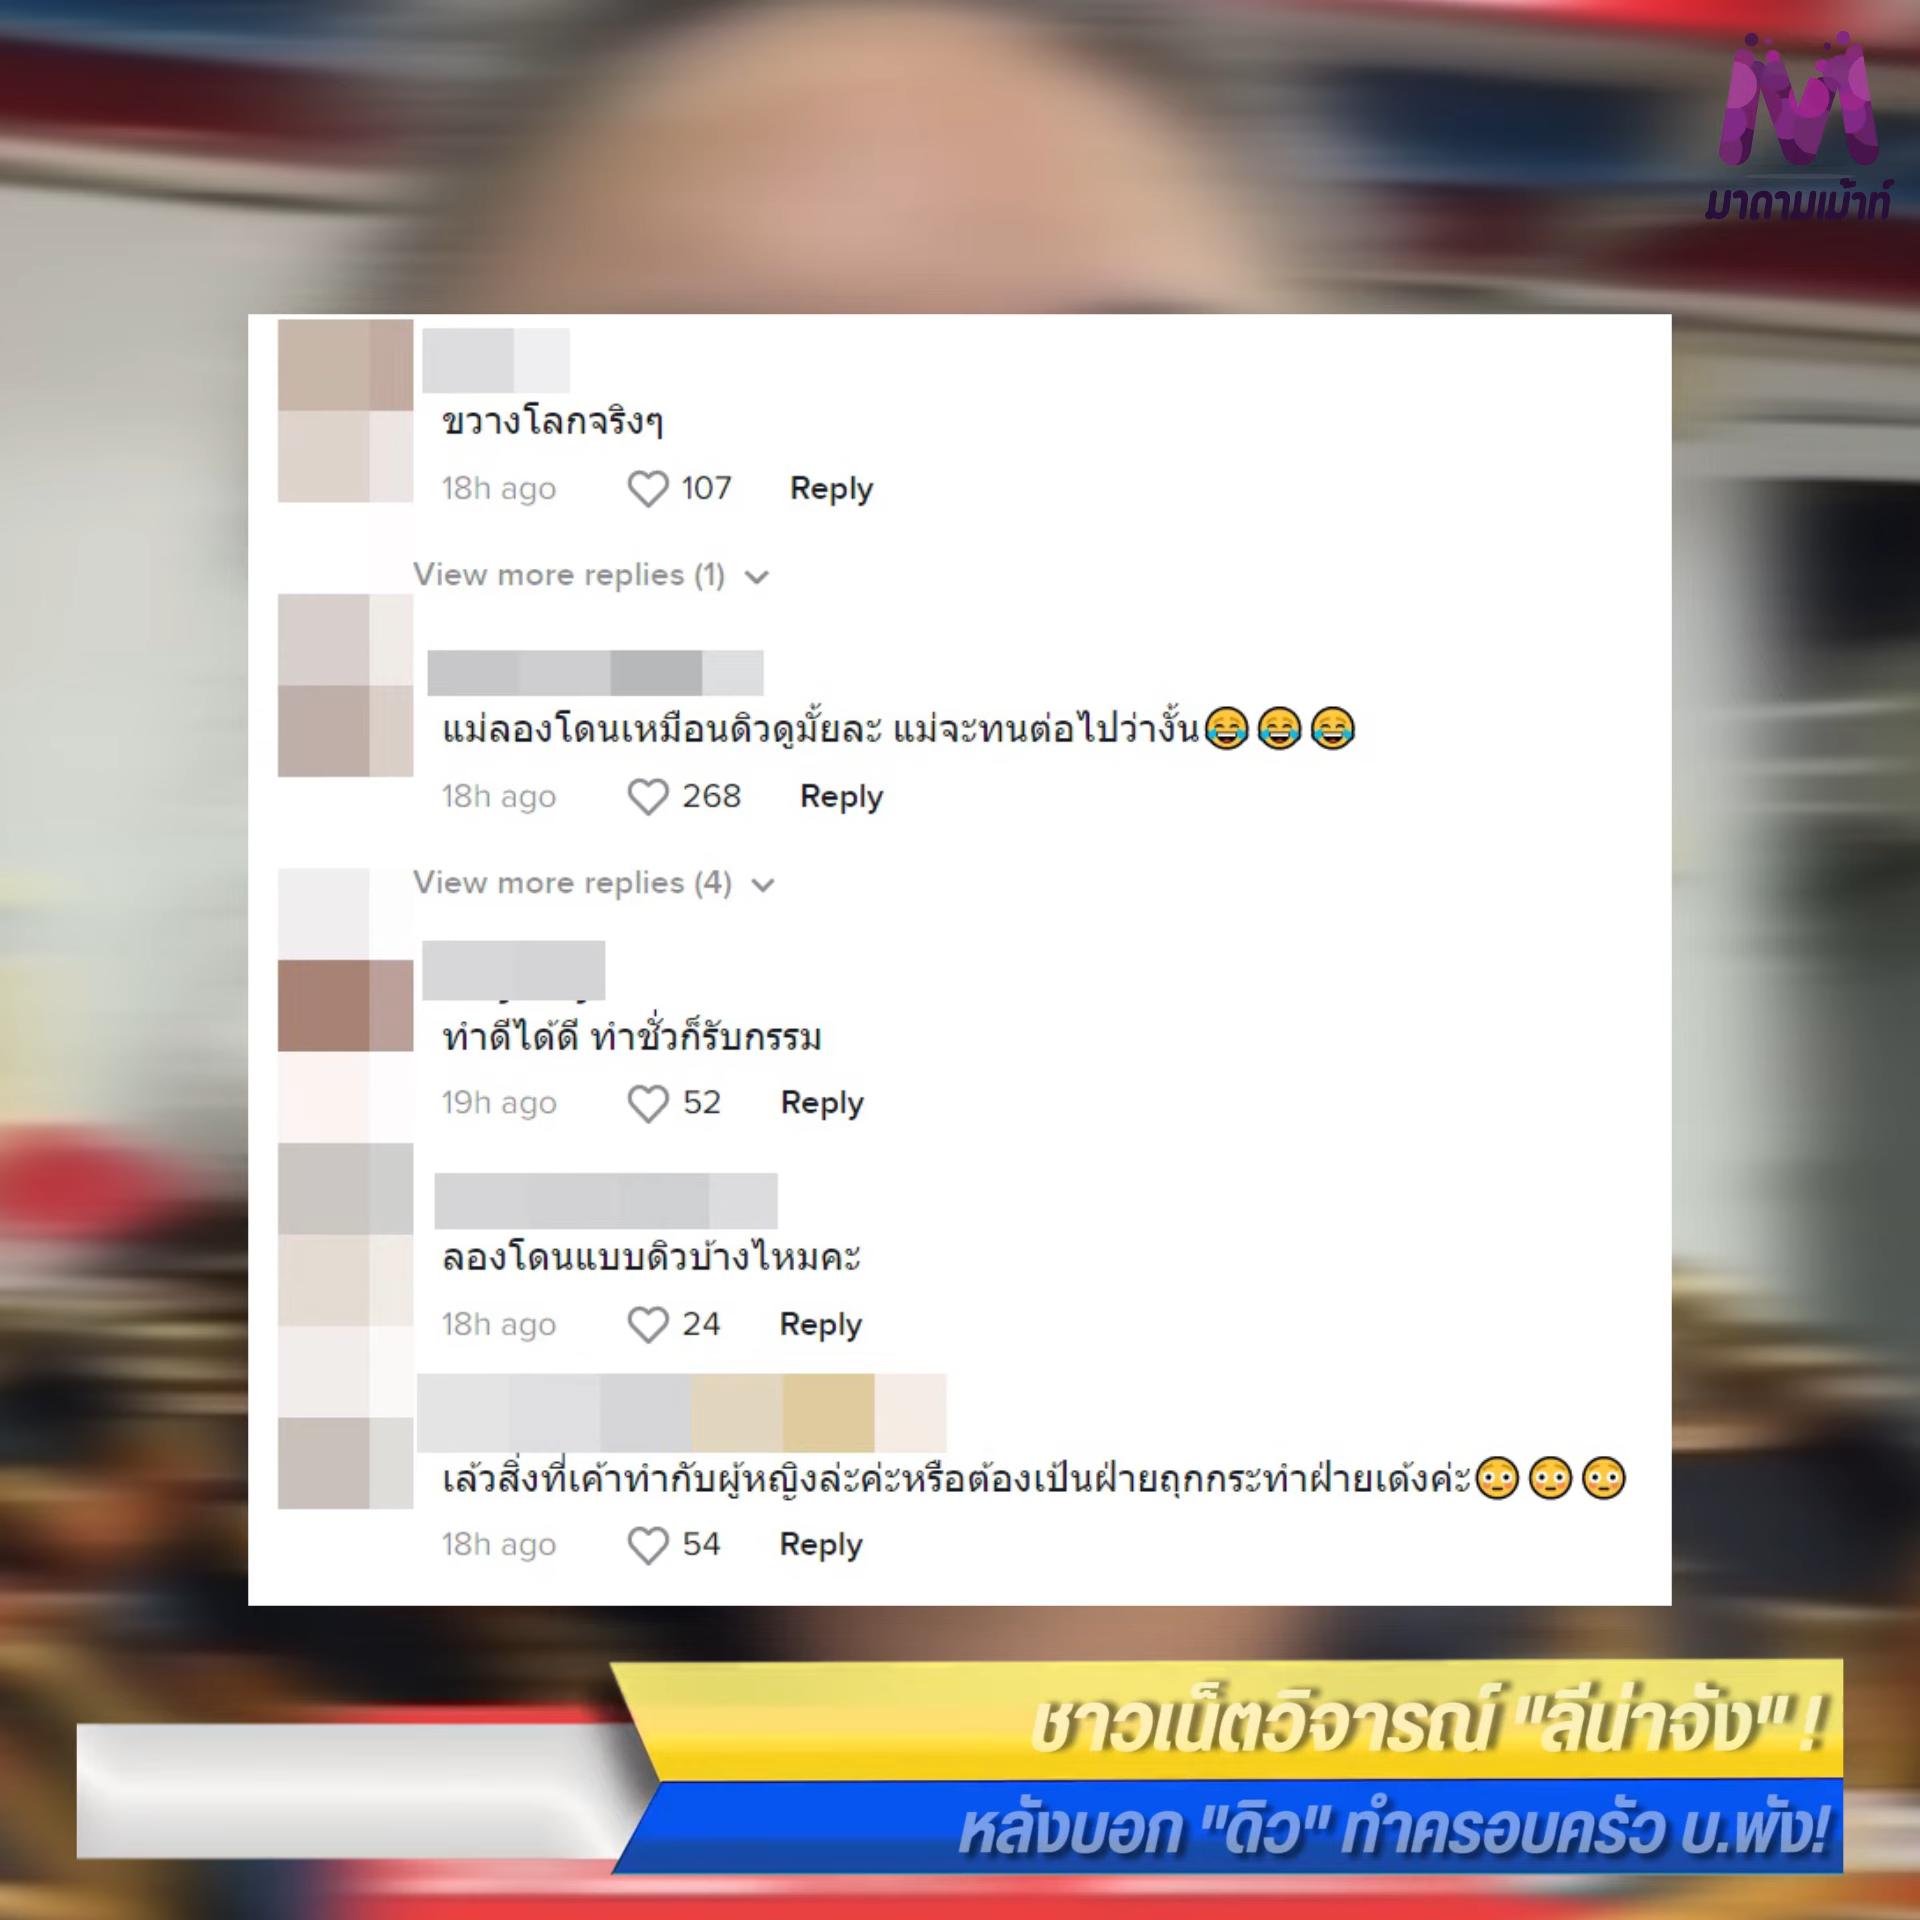 มาดามเม้าท์
ขวางโลกจริงๆ
18h ago 107 Reply
View more replies (1)
แม่ลองโดนเหมือนดิวดูมั้ยละ แม่จะทนต่อไปว่างั้น😂😂😂
18h ago 268 Reply
View more replies (4)
ทำดีได้ดี ทำชั่วก็รับกรรม
19h ago 52 Reply
ลองโดนแบบดิวบ้างไหมคะ
18h ago 24 Reply
เล้วสิ่งที่เค้าทำกับผู้หญิงล่ะค่ะหรือต้องเป้นฝ่ายถุกกระทำฝ่ายเด้งค่ะ😳😳😳
18h ago 54 Reply
ชาวเน็ตวิจารณ์ "ลีน่าจัง" !
หลังบอก "ดิว" ทำครอบครัว บ.พัง!